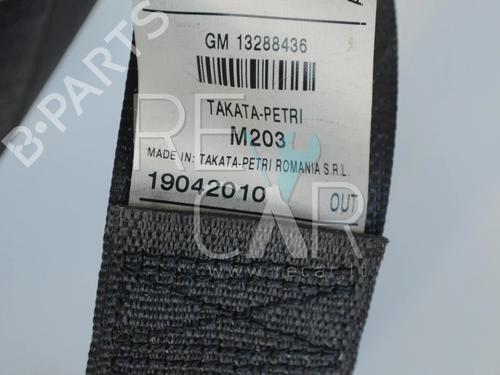 GM 13288436
TAKATA-PETRI
M203
MADE IN: TAKATA-PETRI ROMANIA S.R.L.
19042010
OUT
B-PARTS
RECAR
www.recar.lt